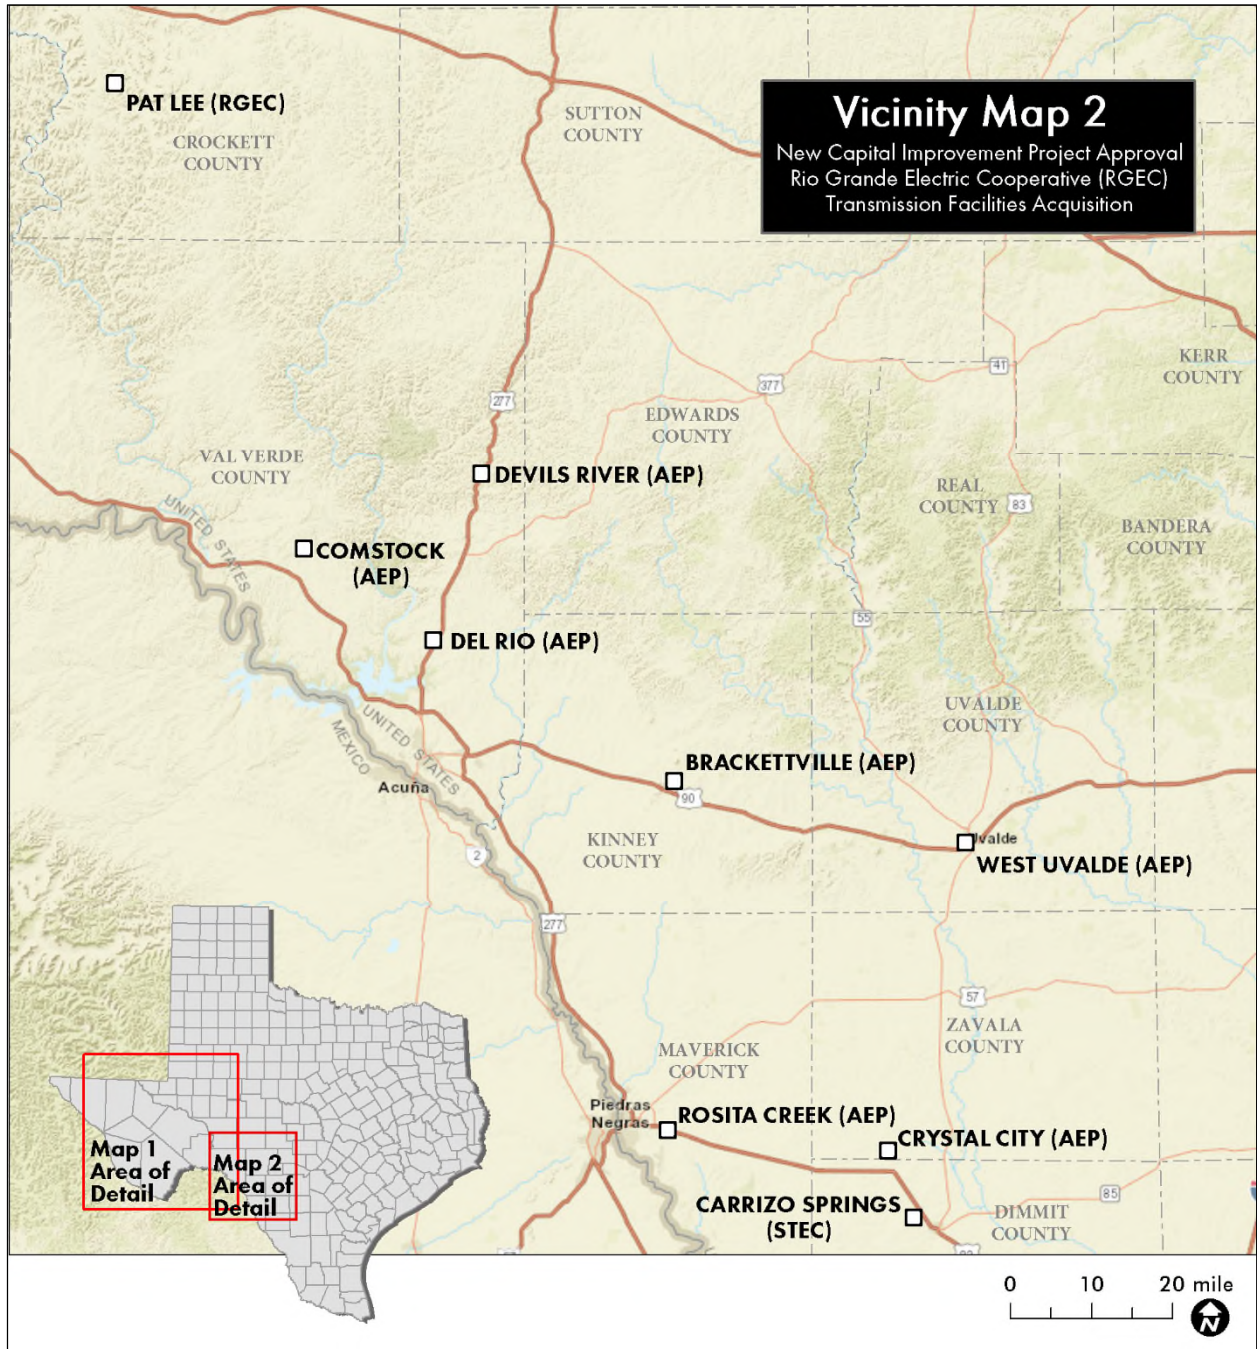 PAT LEE (RGEC)
CROCKETT
COUNTY
SUTTON
COUNTY
Vicinity Map 2
New Capital Improvement Project Approval
Rio Grande Electric Cooperative (RGEC)
Transmission Facilities Acquisition
KERR
COUNTY
41
377
277
EDWARDS
COUNTY
VAL VERDE
COUNTY
DEVILS RIVER (AEP)
REAL
COUNTY
83
BANDERA
COUNTY
UNITED STATES
COMSTOCK
(AEP)
55
DEL RIO (AEP)
UVALDE
COUNTY
UNITED STATES
MEXICO
BRACKETTVILLE (AEP)
Acuña
90
KINNEY
COUNTY
Uvalde
WEST UVALDE (AEP)
2
277
57
ZAVALA
COUNTY
MAVERICK
COUNTY
Piedras
Negras
ROSITA CREEK (AEP)
CRYSTAL CITY (AEP)
85
CARRIZO SPRINGS
(STEC)
DIMMIT
COUNTY
Map 1
Area of
Detail
Map 2
Area of
Detail
0 10 20 mile
N